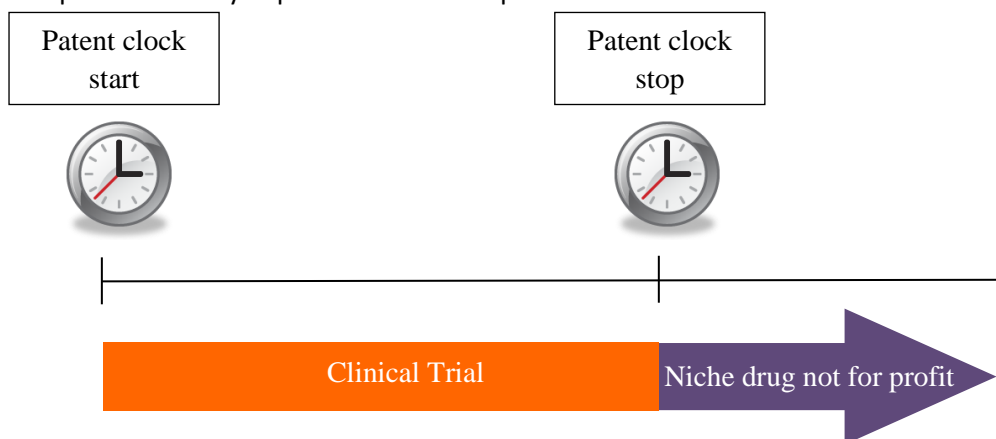 Patent clock
start
Patent clock
stop
Clinical Trial
Niche drug not for profit